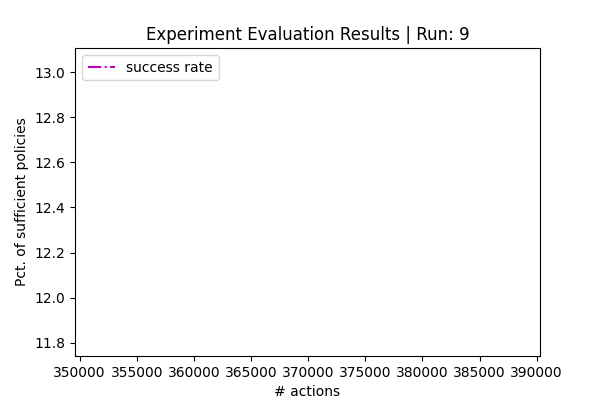 Experiment Evaluation Results | Run: 9
success rate
Pct. of sufficient policies
13.0
12.8
12.6
12.4
12.2
12.0
11.8
350000 355000 360000 365000 370000 375000 380000 385000 390000
# actions